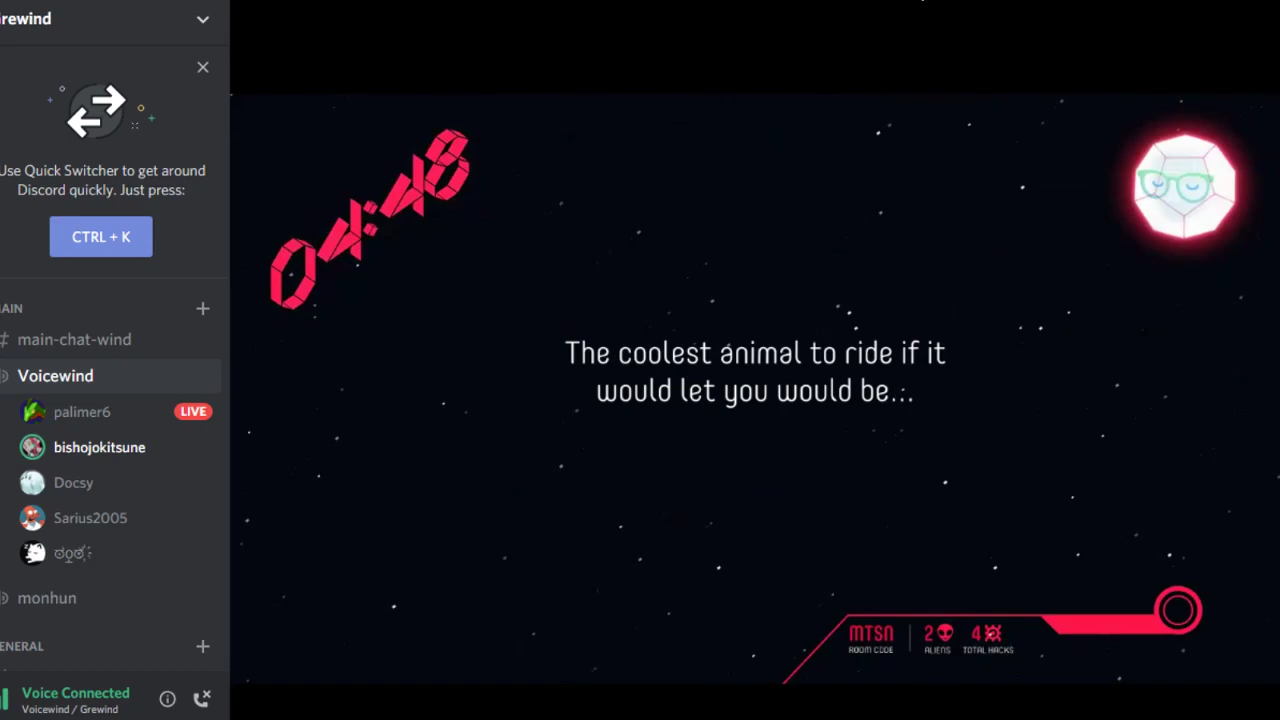 rewind
Use Quick Switcher to get around
Discord quickly. Just press:
CTRL + K
AIN
main-chat-wind
Voicewind
palimer6
LIVE
bishojokitsune
Docsy
Sarius2005
monhun
ENERAL
Voice Connected
Voicewind / Grewind
04:48
The coolest animal to ride if it
would let you would be...
MTSN
ROOM CODE
2
ALIENS
4
TOTAL HACKS